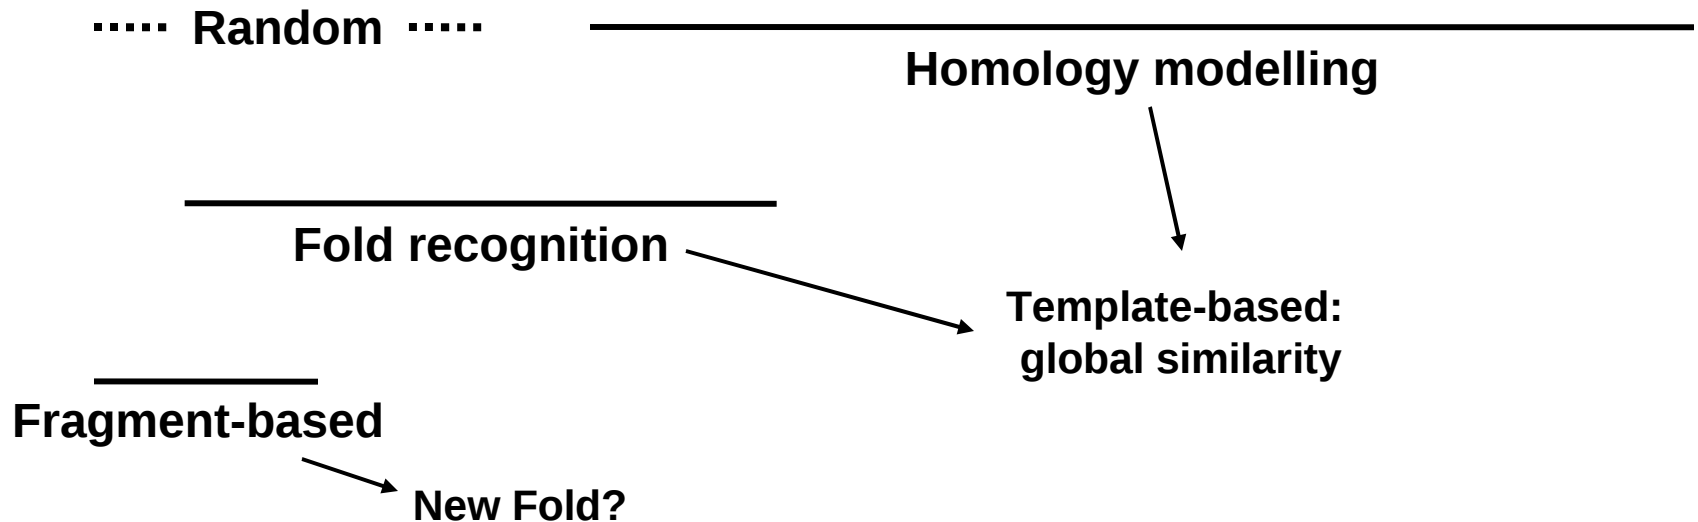 Random
Homology modelling
Fold recognition
Template-based:
global similarity
Fragment-based
New Fold?